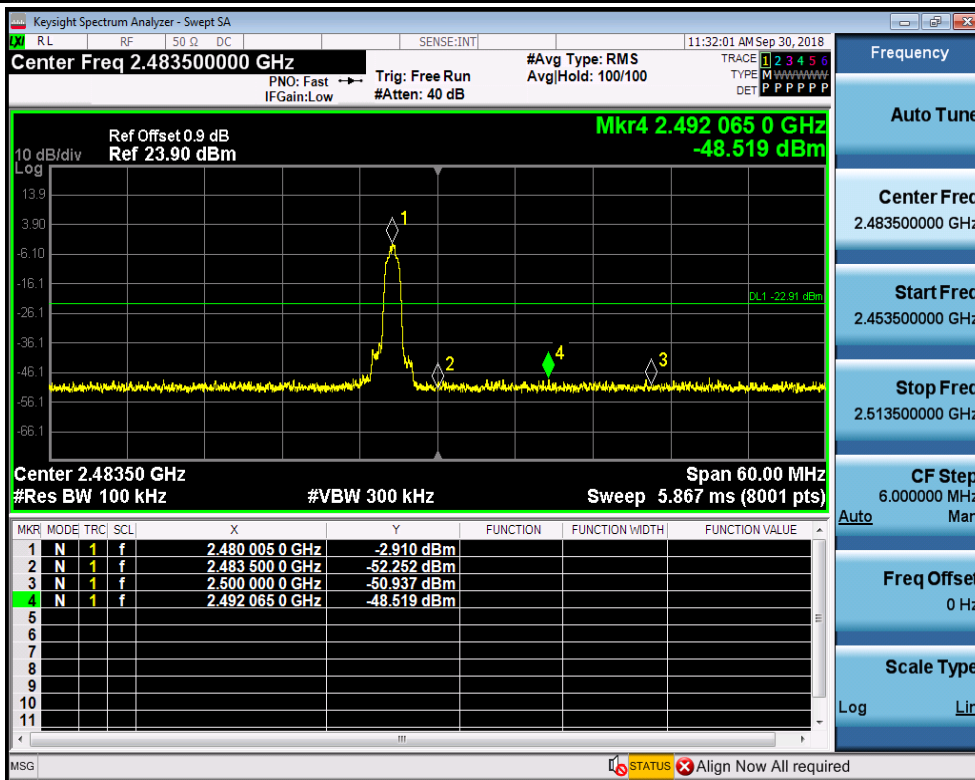 Keysight Spectrum Analyzer - Swept SA
LXI RL RF 50 Ω DC SENSE:INT 11:32:01 AM Sep 30, 2018
Center Freq 2.483500000 GHz
PNO: Fast
IFGain:Low
Trig: Free Run
#Atten: 40 dB
#Avg Type: RMS
Avg|Hold: 100/100
TRACE 1 2 3 4 5 6
TYPE M WWWWW
DET P P P P P P
Ref Offset 0.9 dB
Ref 23.90 dBm
10 dB/div
Log
Mkr4 2.492 065 0 GHz
-48.519 dBm
13.9
3.90
-6.10
-16.1
-26.1
-36.1
-46.1
-56.1
-66.1
1
2
4
3
DL1 -22.91 dBm
Center 2.48350 GHz Span 60.00 MHz
#Res BW 100 kHz #VBW 300 kHz Sweep 5.867 ms (8001 pts)
MKR MODE TRC SCL X Y FUNCTION FUNCTION WIDTH FUNCTION VALUE
1 N 1 f 2.480 005 0 GHz -2.910 dBm
2 N 1 f 2.483 500 0 GHz -52.252 dBm
3 N 1 f 2.500 000 0 GHz -50.937 dBm
4 N 1 f 2.492 065 0 GHz -48.519 dBm
5
6
7
8
9
10
11
MSG STATUS Align Now All required
Frequency
Auto Tune
Center Freq
2.483500000 GHz
Start Freq
2.453500000 GHz
Stop Freq
2.513500000 GHz
CF Step
6.000000 MHz
Auto Man
Freq Offset
0 Hz
Scale Type
Log Lin